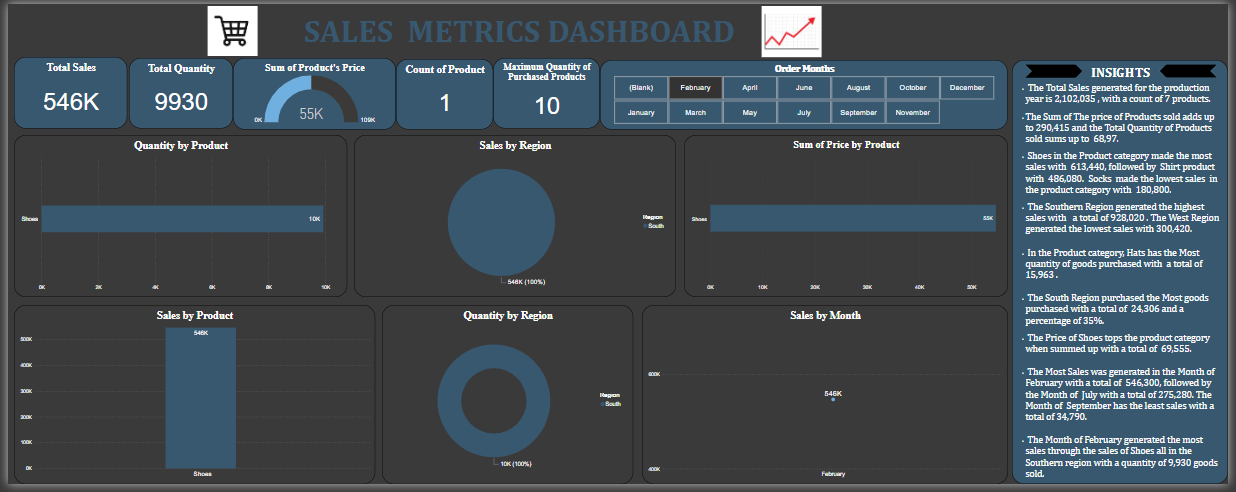 SALES METRICS DASHBOARD
Total Sales
546K
Total Quantity
9930
Sum of Product's Price
55K
0K
109K
Count of Product
1
Maximum Quantity of
Purchased Products
10
Order Months
(Blank)
February
April
June
August
October
December
January
March
May
July
September
November
Quantity by Product
Shoes
10K
0K
2K
4K
6K
8K
10K
Sales by Region
Region
South
546K (100%)
Sum of Price by Product
Shoes
55K
0K
10K
20K
30K
40K
50K
Sales by Product
546K
500K
400K
300K
200K
100K
0K
Shoes
Quantity by Region
Region
South
10K (100%)
Sales by Month
600K
546K
400K
February
INSIGHTS
· The Total Sales generated for the production
year is 2,102,035 , with a count of 7 products.
· The Sum of The price of Products sold adds up
to 290,415 and the Total Quantity of Products
sold sums up to 68,97.
· Shoes in the Product category made the most
sales with 613,440, followed by Shirt product
with 486,080. Socks made the lowest sales in
the product category with 180,800.
· The Southern Region generated the highest
sales with a total of 928,020 . The West Region
generated the lowest sales with 300,420.
· In the Product category, Hats has the Most
quantity of goods purchased with a total of
15,963 .
· The South Region purchased the Most goods
purchased with a total of 24,306 and a
percentage of 35%.
· The Price of Shoes tops the product category
when summed up with a total of 69,555.
· The Most Sales was generated in the Month of
February with a total of 546,300, followed by
the Month of July with a total of 275,280. The
Month of September has the least sales with a
total of 34,790.
· The Month of February generated the most
sales through the sales of Shoes all in the
Southern region with a quantity of 9,930 goods
sold.